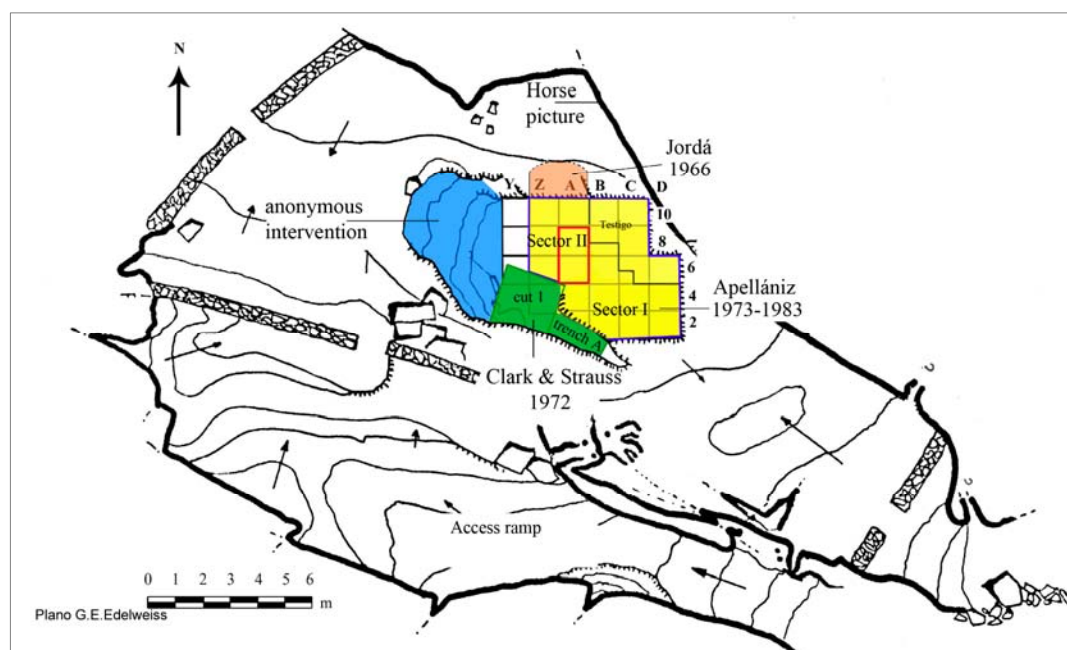 N
Horse
picture
Jordá
1966
Y
Z
A
B
C
D
anonymous
intervention
10
Testigo
8
Sector II
6
cut 1
4
Apellániz
1973-1983
Sector I
2
trench A
Clark & Strauss
1972
Access ramp
0 1 2 3 4 5 6
m
Plano G.E.Edelweiss